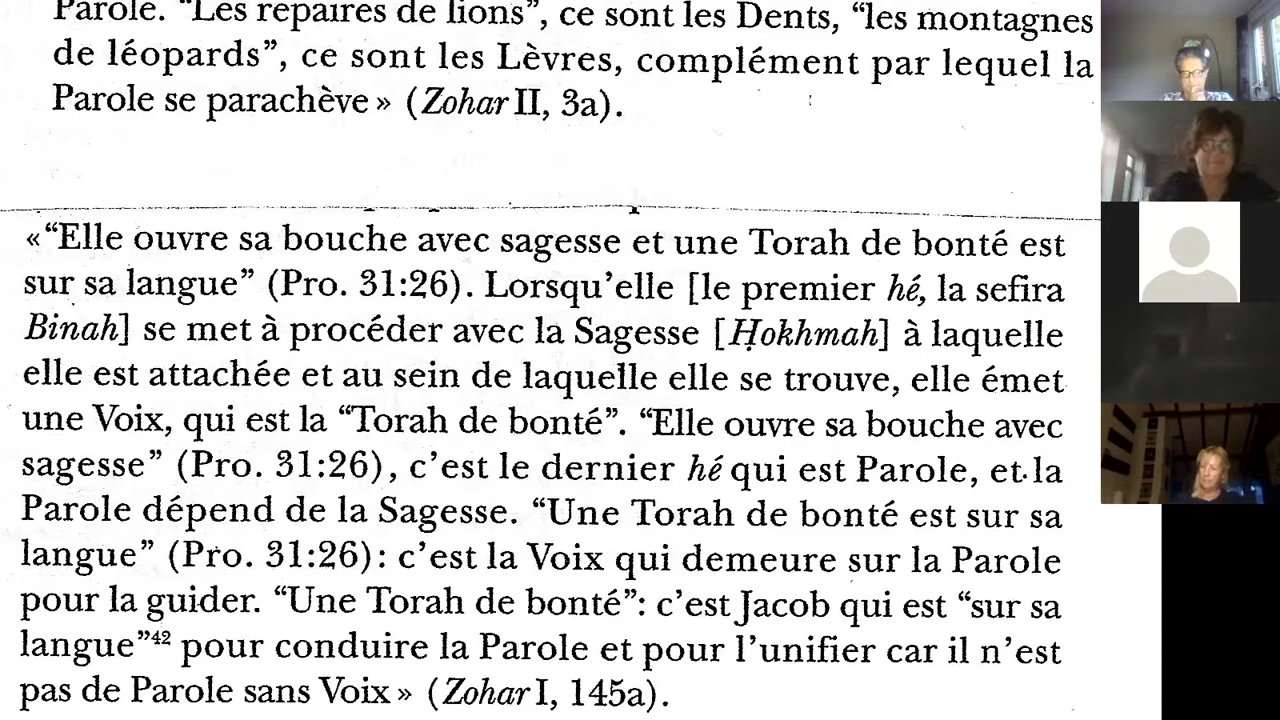 Parole. “Les repaires de lions”, ce sont les Dents, “les montagnes
de léopards”, ce sont les Lèvres, complément par lequel la
Parole se parachève » (Zohar II, 3a).
«“Elle ouvre sa bouche avec sagesse et une Torah de bonté est
sur sa langue” (Pro. 31:26). Lorsqu’elle [le premier hé, la sefira
Binah] se met à procéder avec la Sagesse [Ḥokhmah] à laquelle
elle est attachée et au sein de laquelle elle se trouve, elle émet
une Voix, qui est la “Torah de bonté”. “Elle ouvre sa bouche avec
sagesse” (Pro. 31:26), c’est le dernier hé qui est Parole, et la
Parole dépend de la Sagesse. “Une Torah de bonté est sur sa
langue” (Pro. 31:26): c’est la Voix qui demeure sur la Parole
pour la guider. “Une Torah de bonté”: c’est Jacob qui est “sur sa
langue”⁴² pour conduire la Parole et pour l’unifier car il n’est
pas de Parole sans Voix » (Zohar I, 145a).